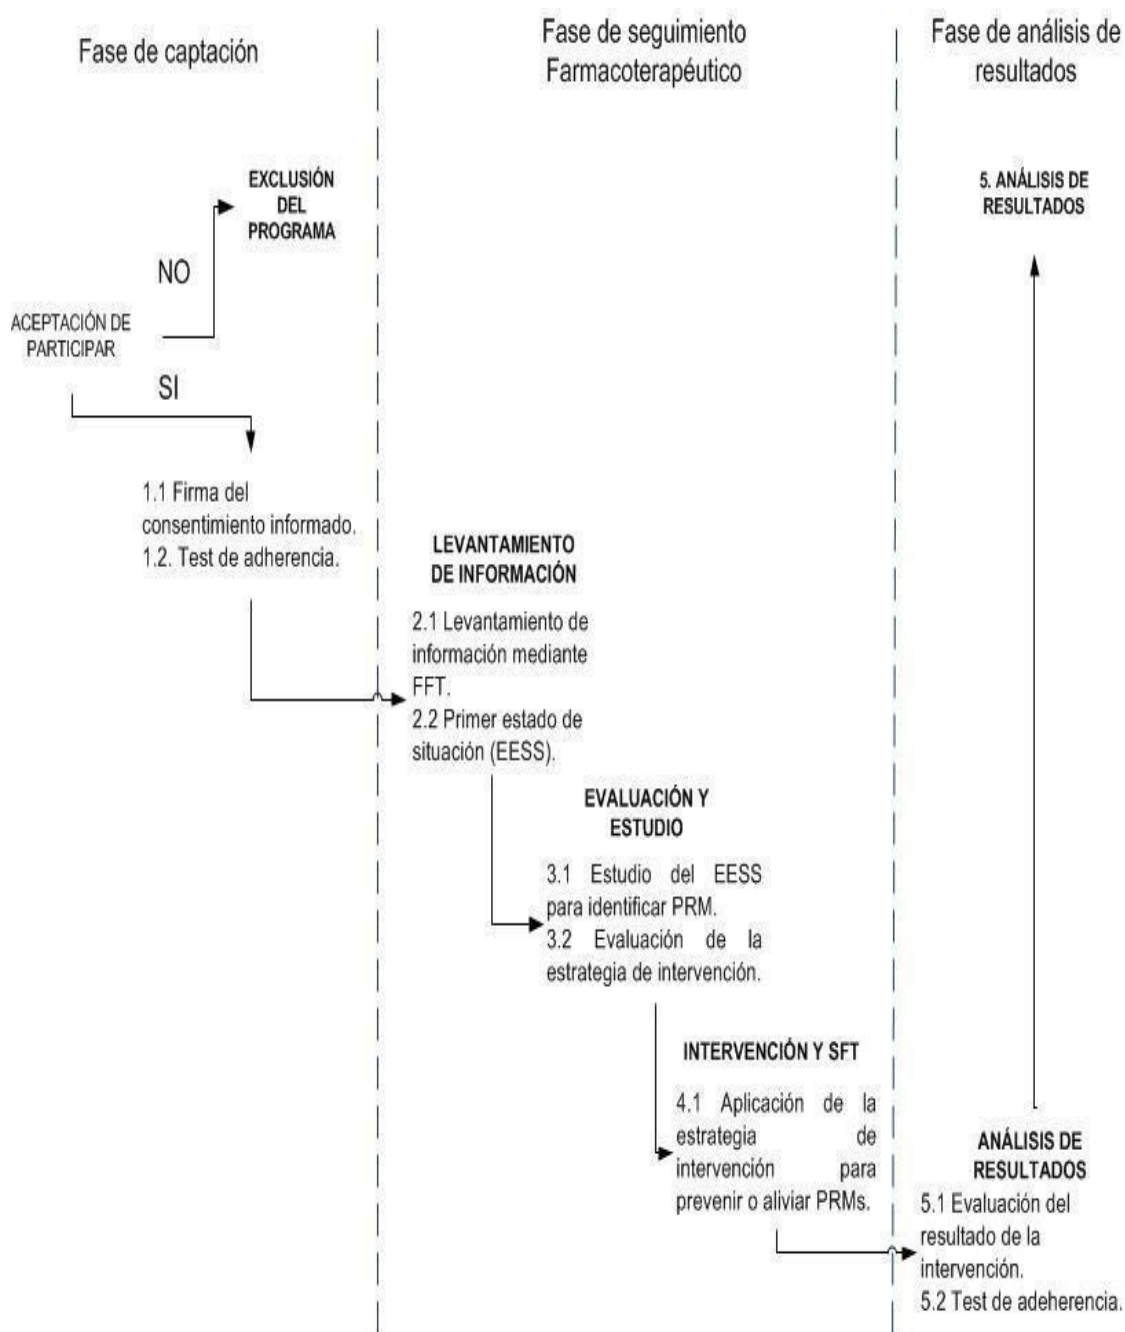 Fase de captación
Fase de seguimiento
Farmacoterapéutico
Fase de análisis de
resultados
EXCLUSIÓN
DEL
PROGRAMA
5. ANÁLISIS DE
RESULTADOS
NO
ACEPTACIÓN DE
PARTICIPAR
SI
1.1 Firma del
consentimiento informado.
1.2. Test de adherencia.
LEVANTAMIENTO
DE INFORMACIÓN
2.1 Levantamiento de
información mediante
FFT.
2.2 Primer estado de
situación (EESS).
EVALUACIÓN Y
ESTUDIO
3.1 Estudio del EESS
para identificar PRM.
3.2 Evaluación de la
estrategia de intervención.
INTERVENCIÓN Y SFT
4.1 Aplicación de la
estrategia de
intervención para
prevenir o aliviar PRMs.
ANÁLISIS DE
RESULTADOS
5.1 Evaluación del
resultado de la
intervención.
5.2 Test de adeherencia.